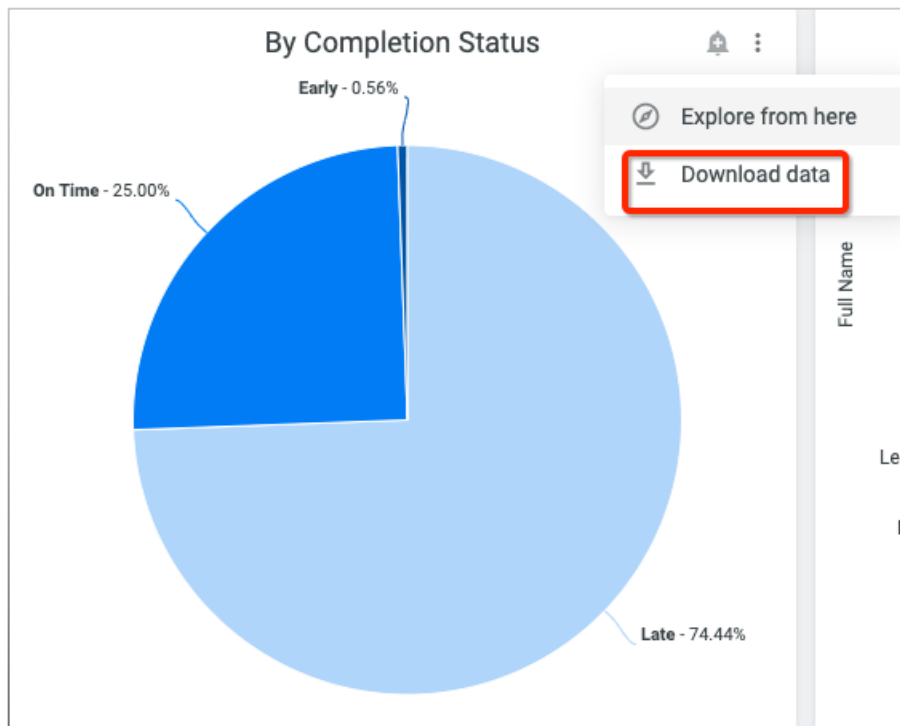 By Completion Status
Early - 0.56%
Explore from here
Download data
On Time - 25.00%
Full Name
Late - 74.44%